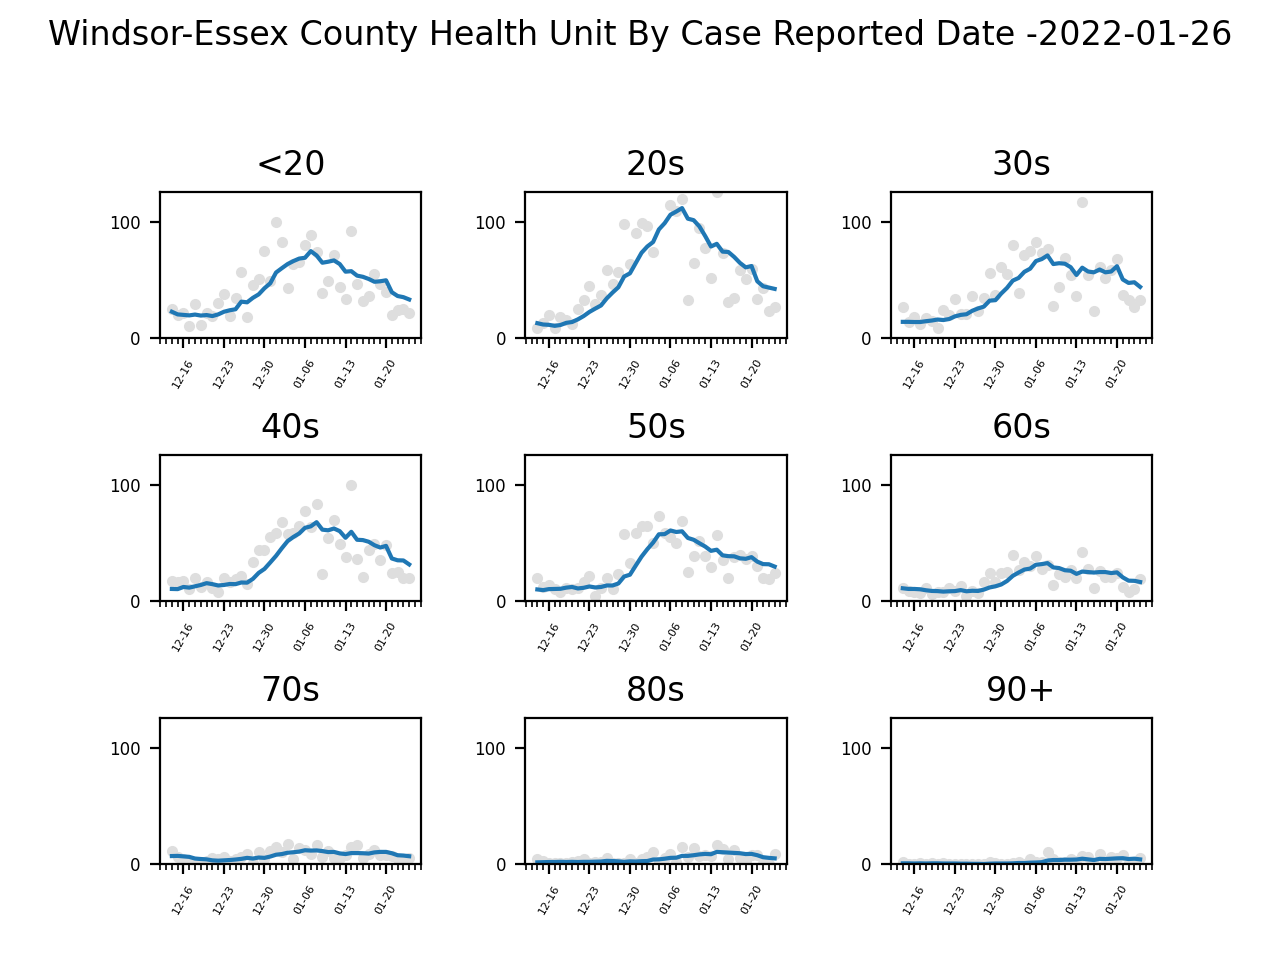 Windsor-Essex County Health Unit By Case Reported Date -2022-01-26
<20 20s 30s
100 100 100
0 0 0
12-16 12-23 12-30 01-06 01-13 01-20 12-16 12-23 12-30 01-06 01-13 01-20 12-16 12-23 12-30 01-06 01-13 01-20
40s 50s 60s
100 100 100
0 0 0
12-16 12-23 12-30 01-06 01-13 01-20 12-16 12-23 12-30 01-06 01-13 01-20 12-16 12-23 12-30 01-06 01-13 01-20
70s 80s 90+
100 100 100
0 0 0
12-16 12-23 12-30 01-06 01-13 01-20 12-16 12-23 12-30 01-06 01-13 01-20 12-16 12-23 12-30 01-06 01-13 01-20